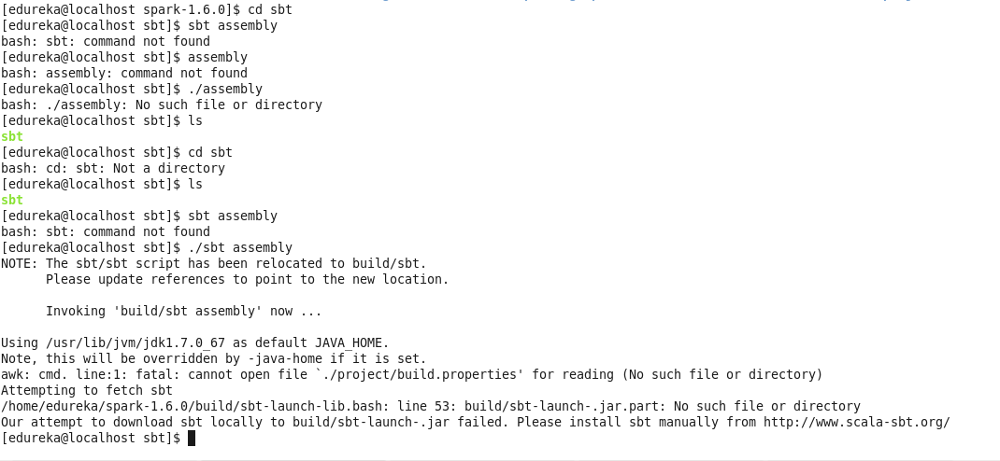 [edureka@localhost spark-1.6.0]$ cd sbt
[edureka@localhost sbt]$ sbt assembly
bash: sbt: command not found
[edureka@localhost sbt]$ assembly
bash: assembly: command not found
[edureka@localhost sbt]$ ./assembly
bash: ./assembly: No such file or directory
[edureka@localhost sbt]$ ls
sbt
[edureka@localhost sbt]$ cd sbt
bash: cd: sbt: Not a directory
[edureka@localhost sbt]$ ls
sbt
[edureka@localhost sbt]$ sbt assembly
bash: sbt: command not found
[edureka@localhost sbt]$ ./sbt assembly
NOTE: The sbt/sbt script has been relocated to build/sbt.
      Please update references to point to the new location.

      Invoking 'build/sbt assembly' now ...

Using /usr/lib/jvm/jdk1.7.0_67 as default JAVA_HOME.
Note, this will be overridden by -java-home if it is set.
awk: cmd. line:1: fatal: cannot open file `./project/build.properties' for reading (No such file or directory)
Attempting to fetch sbt
/home/edureka/spark-1.6.0/build/sbt-launch-lib.bash: line 53: build/sbt-launch-.jar.part: No such file or directory
Our attempt to download sbt locally to build/sbt-launch-.jar failed. Please install sbt manually from http://www.scala-sbt.org/
[edureka@localhost sbt]$